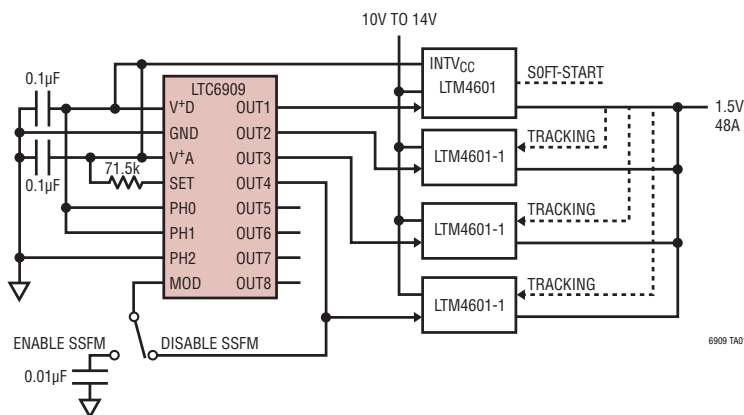 10V TO 14V
0.1µF
LTC6909
V+D
OUT1
GND
OUT2
V+A
OUT3
71.5k
0.1µF
SET
OUT4
PH0
OUT5
PH1
OUT6
PH2
OUT7
MOD
OUT8
INTVCC
LTM4601
SOFT-START
1.5V
48A
TRACKING
LTM4601-1
TRACKING
LTM4601-1
TRACKING
LTM4601-1
ENABLE SSFM
DISABLE SSFM
0.01µF
6909 TA0